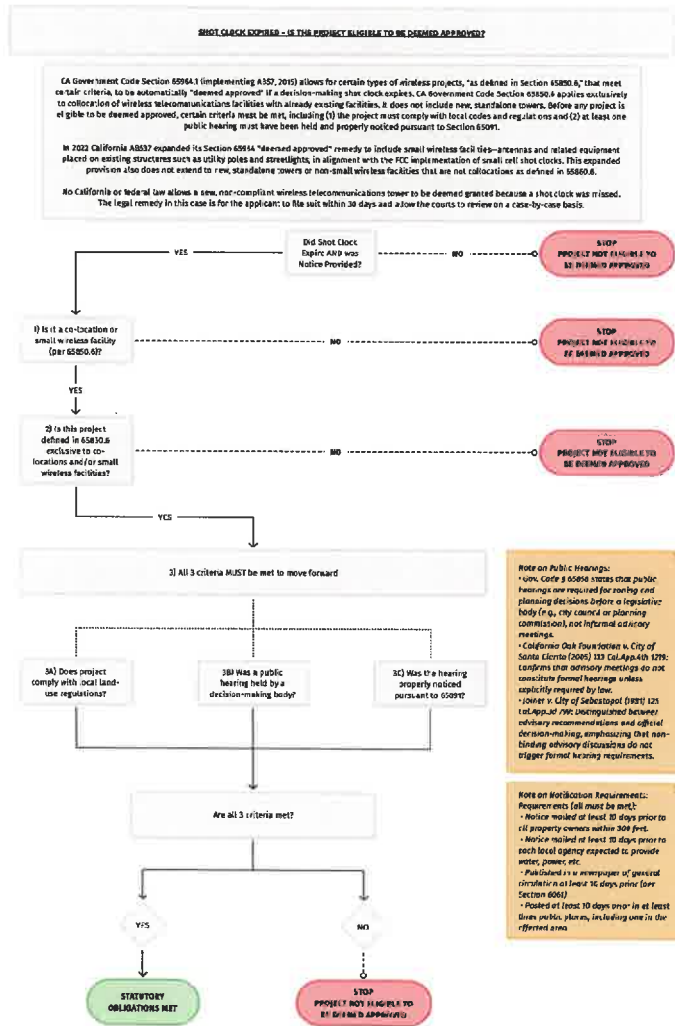 SHOT CLOCK EXPIRED – IS THE PROJECT ELIGIBLE TO BE DEEMED APPROVED?
CA Government Code Section 65964.1 (implementing AB57, 2015) allows for certain types of wireless projects, "as defined in Section 65850.6," that meet
certain criteria, to be automatically "deemed approved" if a decision-making shot clock expires. CA Government Code Section 65850.6 applies exclusively
to collocation of wireless telecommunications facilities with already existing facilities. It does not include new, standalone towers. Before any project is
eligible to be deemed approved, certain criteria must be met, including (1) the project must comply with local codes and regulations and (2) at least one
public hearing must have been held and properly noticed pursuant to Section 65091.
In 2022 California AB537 expanded its Section 65964 "deemed approved" remedy to include small wireless facilities—antennas and related equipment
placed on existing structures such as utility poles and streetlights, in alignment with the FCC implementation of small cell shot clocks. This expanded
provision also does not extend to new, standalone towers or non-small wireless facilities that are not collocations as defined in 65860.6.
No California or federal law allows a new, non-compliant wireless telecommunications tower to be deemed granted because a shot clock was missed.
The legal remedy in this case is for the applicant to file suit within 30 days and allow the courts to review on a case-by-case basis.
Did Shot Clock
Expire AND was
Notice Provided?
YES
NO
STOP
PROJECT NOT ELIGIBLE TO
BE DEEMED APPROVED
1) Is it a co-location or
small wireless facility
(per 65850.6)?
NO
STOP
PROJECT NOT ELIGIBLE TO
BE DEEMED APPROVED
YES
2) Is this project
defined in 65850.6
exclusive to co-
locations and/or small
wireless facilities?
NO
STOP
PROJECT NOT ELIGIBLE TO
BE DEEMED APPROVED
YES
3) All 3 criteria MUST be met to move forward
3A) Does project
comply with local land-
use regulations?
3B) Was a public
hearing held by a
decision-making body?
3C) Was the hearing
properly noticed
pursuant to 65091?
Are all 3 criteria met?
YES
NO
STATUTORY
OBLIGATIONS MET
STOP
PROJECT NOT ELIGIBLE TO
BE DEEMED APPROVED
Note on Public Hearings:
• Gov. Code § 65856 states that public
hearings are required for zoning and
planning decisions before a legislative
body (e.g., city council or planning
commission), not informal advisory
meetings.
• California Oak Foundation v. City of
Santa Clarita (2005) 133 Cal.App.4th 1219:
Confirms that advisory meetings do not
constitute formal hearings unless
explicitly required by law.
• Joiner v. City of Sebastopol (1981) 125
Cal.App.3d 799: Distinguished between
advisory recommendations and official
decision-making, emphasizing that non-
binding advisory discussions do not
trigger formal hearing requirements.
Note on Notification Requirements:
Requirements (all must be met):
• Notice mailed at least 10 days prior to
all property owners within 300 feet.
• Notice mailed at least 10 days prior to
each local agency expected to provide
water, power, etc.
• Published in a newspaper of general
circulation at least 10 days prior (per
Section 6061)
• Posted at least 10 days prior in at least
three public places, including one in the
affected area